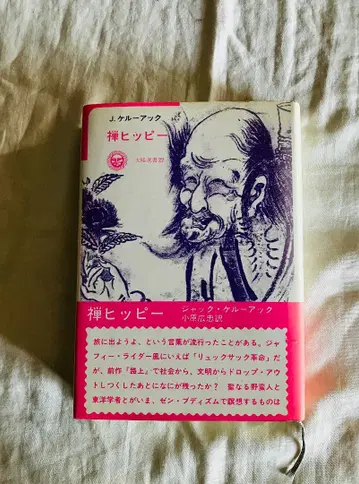 J.ケルーアック
禅ヒッピー
太陽選書22
禅ヒッピー
ジャック・ケルーアック
小原広忠訳
旅に出ようよ、という言葉が流行ったことがある。ジャ
フィー・ライダー風にいえば「リュックサック革命」だ
が、前作『路上』で社会から、文明からドロップ・アウ
トしつくしたあとになにが残ったか? 聖なる野蛮人と
東洋学者とがいま、ゼン・ブディズムで瞑想するものは